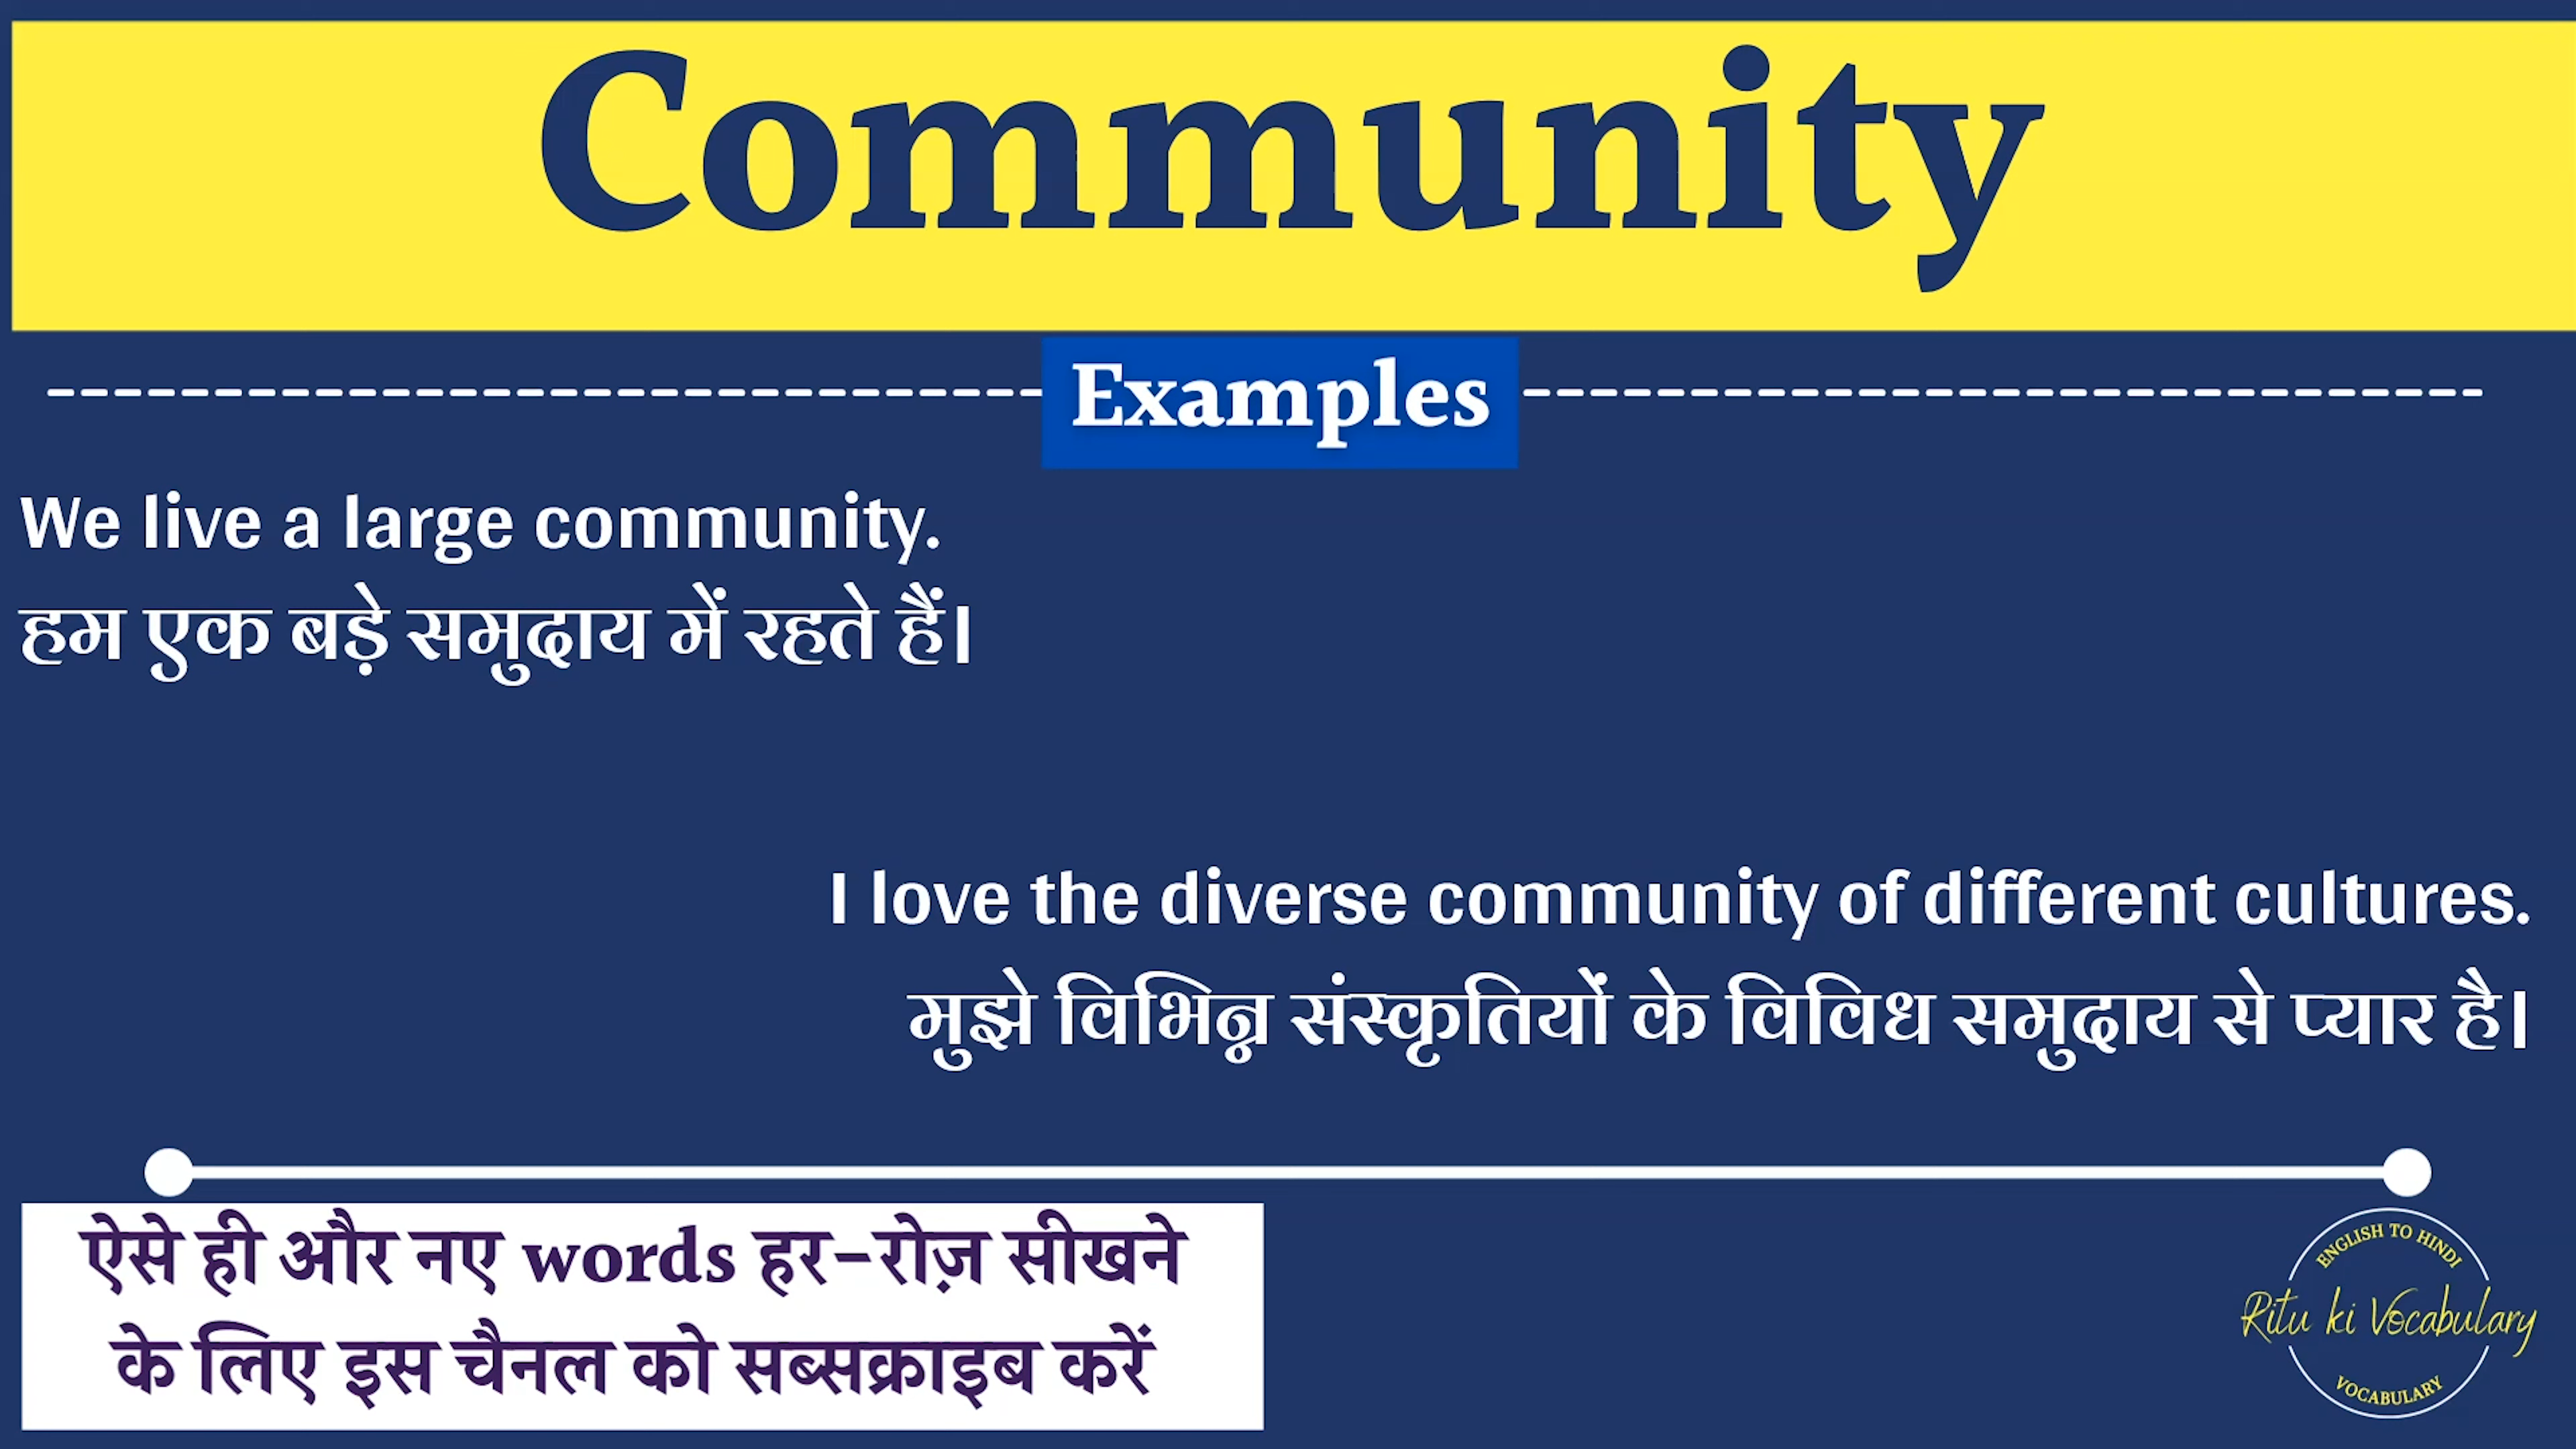 Community
Examples
We live a large community.
हम एक बड़े समुदाय में रहते हैं।
I love the diverse community of different cultures.
मुझे विभिन्न संस्कृतियों के विविध समुदाय से प्यार है।
ऐसे ही और नए words हर-रोज़ सीखने
के लिए इस चैनल को सब्सक्राइब करें
ENGLISH TO HINDI
Ritu ki Vocabulary
VOCABULARY